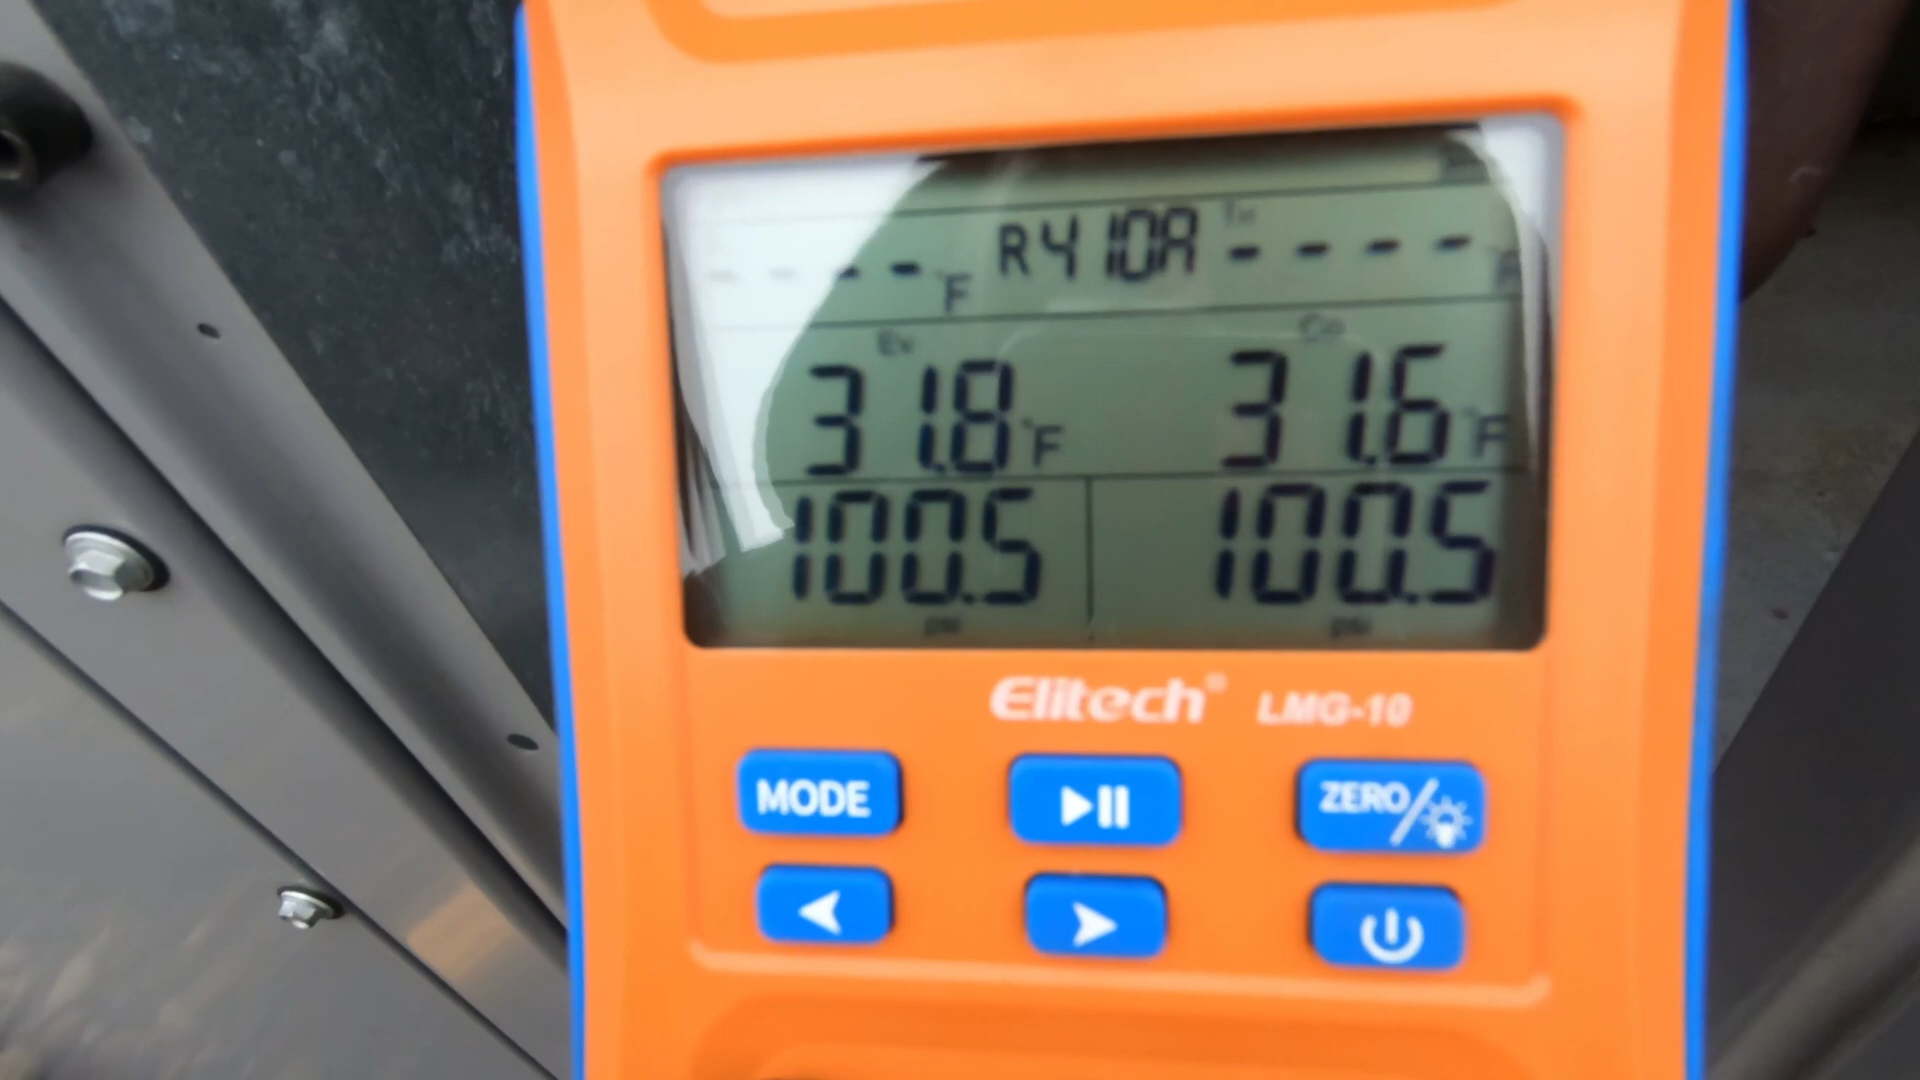 R410A
- - - - °F
- - - - °F
Ev
Co
31.8 °F
31.6 °F
100.5
100.5
psi
psi
Elitech® LMG-10
MODE
ZERO/